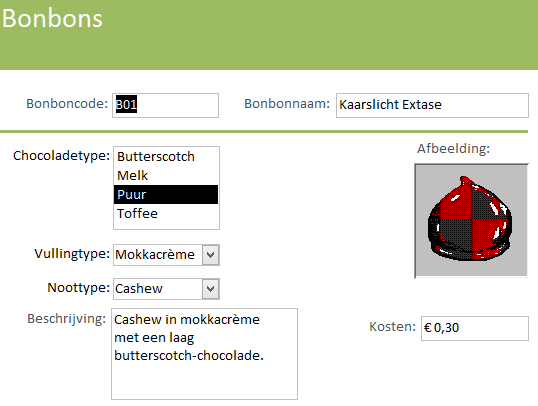 Bonbons
Bonboncode: B01 Bonbonnaam: Kaarslicht Extase
Chocoladetype: Butterscotch
Melk
Puur
Toffee
Afbeelding:
Vullingtype: Mokkacrème
Noottype: Cashew
Beschrijving: Cashew in mokkacrème
met een laag
butterscotch-chocolade.
Kosten: € 0,30